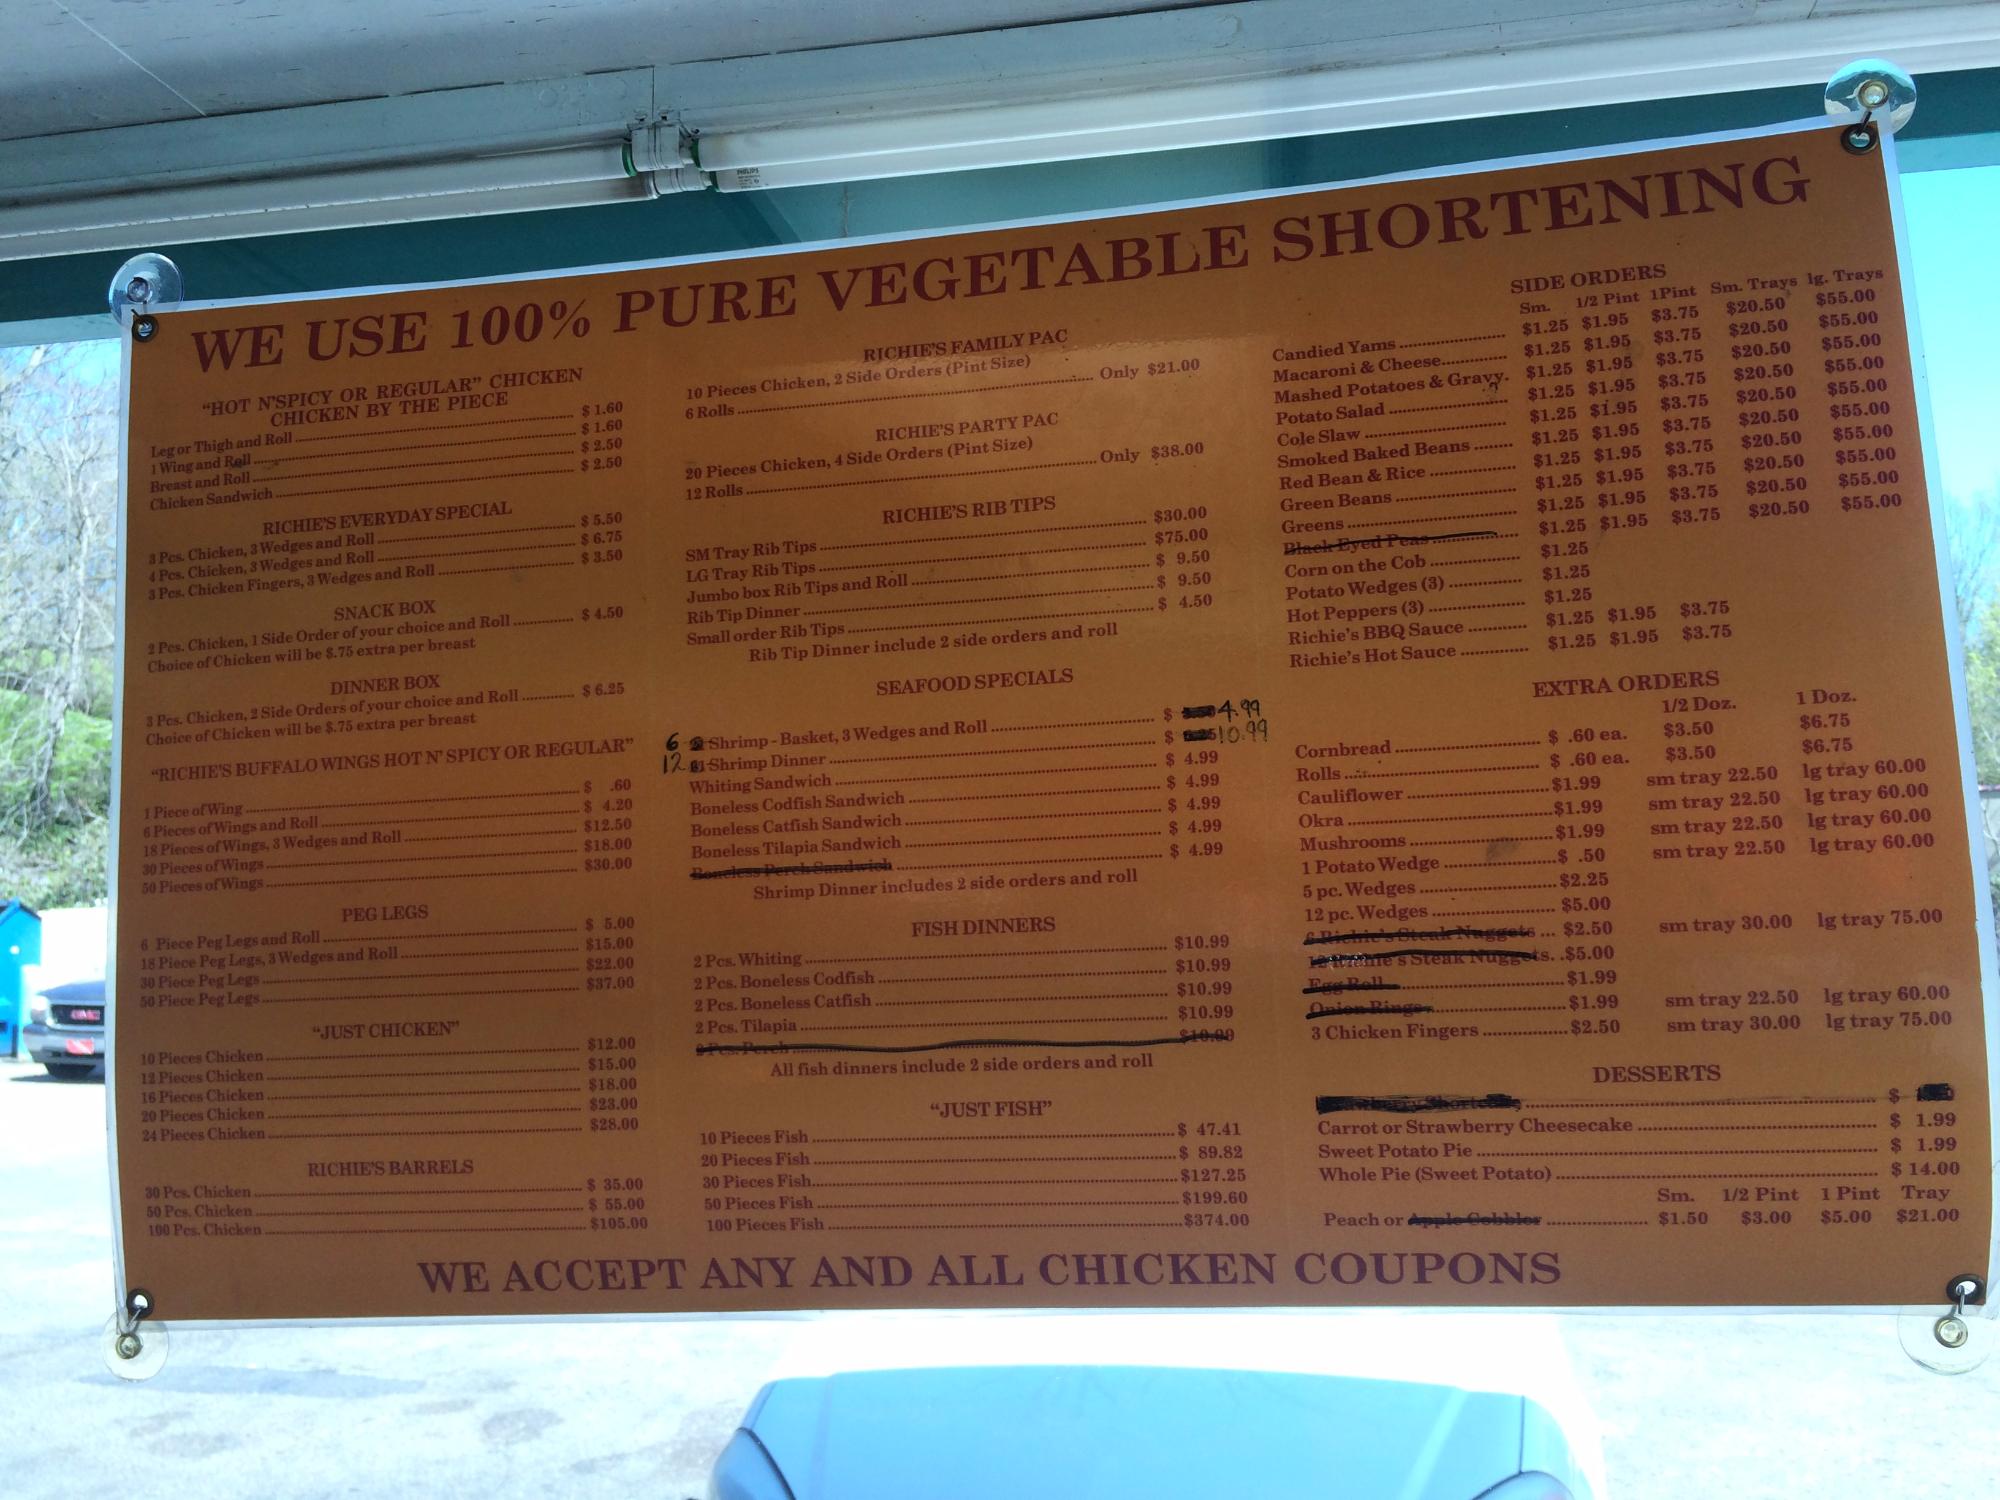 PHILIPS
WE USE 100% PURE VEGETABLE SHORTENING
"HOT N'SPICY OR REGULAR" CHICKEN
CHICKEN BY THE PIECE
Leg or Thigh and Roll $ 1.60
1 Wing and Roll $ 1.60
Breast and Roll $ 2.50
Chicken Sandwich $ 2.50
RICHIE'S EVERYDAY SPECIAL
3 Pcs. Chicken, 3 Wedges and Roll $ 5.50
4 Pcs. Chicken, 3 Wedges and Roll $ 6.75
3 Pcs. Chicken Fingers, 3 Wedges and Roll $ 3.50
SNACK BOX
2 Pcs. Chicken, 1 Side Order of your choice and Roll $ 4.50
Choice of Chicken will be $.75 extra per breast
DINNER BOX
3 Pcs. Chicken, 2 Side Orders of your choice and Roll $ 6.25
Choice of Chicken will be $.75 extra per breast
"RICHIE'S BUFFALO WINGS HOT N' SPICY OR REGULAR"
1 Piece of Wing $ .60
6 Pieces of Wings and Roll $ 4.20
18 Pieces of Wings, 3 Wedges and Roll $12.50
30 Pieces of Wings $18.00
50 Pieces of Wings $30.00
PEG LEGS
6 Piece Peg Legs and Roll $ 5.00
18 Piece Peg Legs, 3 Wedges and Roll $15.00
30 Piece Peg Legs $22.00
50 Piece Peg Legs $37.00
"JUST CHICKEN"
10 Pieces Chicken $12.00
12 Pieces Chicken $15.00
16 Pieces Chicken $18.00
20 Pieces Chicken $23.00
24 Pieces Chicken $28.00
RICHIE'S BARRELS
30 Pcs. Chicken $ 35.00
50 Pcs. Chicken $ 55.00
100 Pcs. Chicken $105.00
RICHIE'S FAMILY PAC
10 Pieces Chicken, 2 Side Orders (Pint Size)
6 Rolls Only $21.00
RICHIE'S PARTY PAC
20 Pieces Chicken, 4 Side Orders (Pint Size)
12 Rolls Only $38.00
RICHIE'S RIB TIPS
SM Tray Rib Tips $30.00
LG Tray Rib Tips $75.00
Jumbo box Rib Tips and Roll $ 9.50
Rib Tip Dinner $ 9.50
Small order Rib Tips $ 4.50
Rib Tip Dinner include 2 side orders and roll
SEAFOOD SPECIALS
6 Shrimp - Basket, 3 Wedges and Roll $ 4.99
12 Shrimp Dinner $ 10.99
Whiting Sandwich $ 4.99
Boneless Codfish Sandwich $ 4.99
Boneless Catfish Sandwich $ 4.99
Boneless Tilapia Sandwich $ 4.99
Boneless Perch Sandwich $ 4.99
Shrimp Dinner includes 2 side orders and roll
FISH DINNERS
2 Pcs. Whiting $10.99
2 Pcs. Boneless Codfish $10.99
2 Pcs. Boneless Catfish $10.99
2 Pcs. Tilapia $10.99
2 Pcs. Perch $10.99
All fish dinners include 2 side orders and roll
"JUST FISH"
10 Pieces Fish $ 47.41
20 Pieces Fish $ 89.82
30 Pieces Fish $127.25
50 Pieces Fish $199.60
100 Pieces Fish $374.00
SIDE ORDERS
Sm. 1/2 Pint 1Pint Sm. Trays lg. Trays
Candied Yams $1.25 $1.95 $3.75 $20.50 $55.00
Macaroni & Cheese $1.25 $1.95 $3.75 $20.50 $55.00
Mashed Potatoes & Gravy $1.25 $1.95 $3.75 $20.50 $55.00
Potato Salad $1.25 $1.95 $3.75 $20.50 $55.00
Cole Slaw $1.25 $1.95 $3.75 $20.50 $55.00
Smoked Baked Beans $1.25 $1.95 $3.75 $20.50 $55.00
Red Bean & Rice $1.25 $1.95 $3.75 $20.50 $55.00
Green Beans $1.25 $1.95 $3.75 $20.50 $55.00
Greens $1.25 $1.95 $3.75 $20.50 $55.00
Black Eyed Peas $1.25 $1.95 $3.75 $20.50 $55.00
Corn on the Cob $1.25
Potato Wedges (3) $1.25
Hot Peppers (3) $1.25
Richie's BBQ Sauce $1.25 $1.95 $3.75
Richie's Hot Sauce $1.25 $1.95 $3.75
EXTRA ORDERS
1/2 Doz. 1 Doz.
Cornbread $ .60 ea. $3.50 $6.75
Rolls $ .60 ea. $3.50 $6.75
Cauliflower $1.99 sm tray 22.50 lg tray 60.00
Okra $1.99 sm tray 22.50 lg tray 60.00
Mushrooms $1.99 sm tray 22.50 lg tray 60.00
1 Potato Wedge $ .50 sm tray 22.50 lg tray 60.00
5 pc. Wedges $2.25
12 pc. Wedges $5.00
6 Richie's Steak Nuggets $2.50 sm tray 30.00 lg tray 75.00
12 Richie's Steak Nuggets $5.00
Egg Roll $1.99
Onion Rings $1.99 sm tray 22.50 lg tray 60.00
3 Chicken Fingers $2.50 sm tray 30.00 lg tray 75.00
DESSERTS
Shortcake $
Carrot or Strawberry Cheesecake $ 1.99
Sweet Potato Pie $ 1.99
Whole Pie (Sweet Potato) $ 14.00
Sm. 1/2 Pint 1 Pint Tray
Peach or Apple Cobbler $1.50 $3.00 $5.00 $21.00
WE ACCEPT ANY AND ALL CHICKEN COUPONS